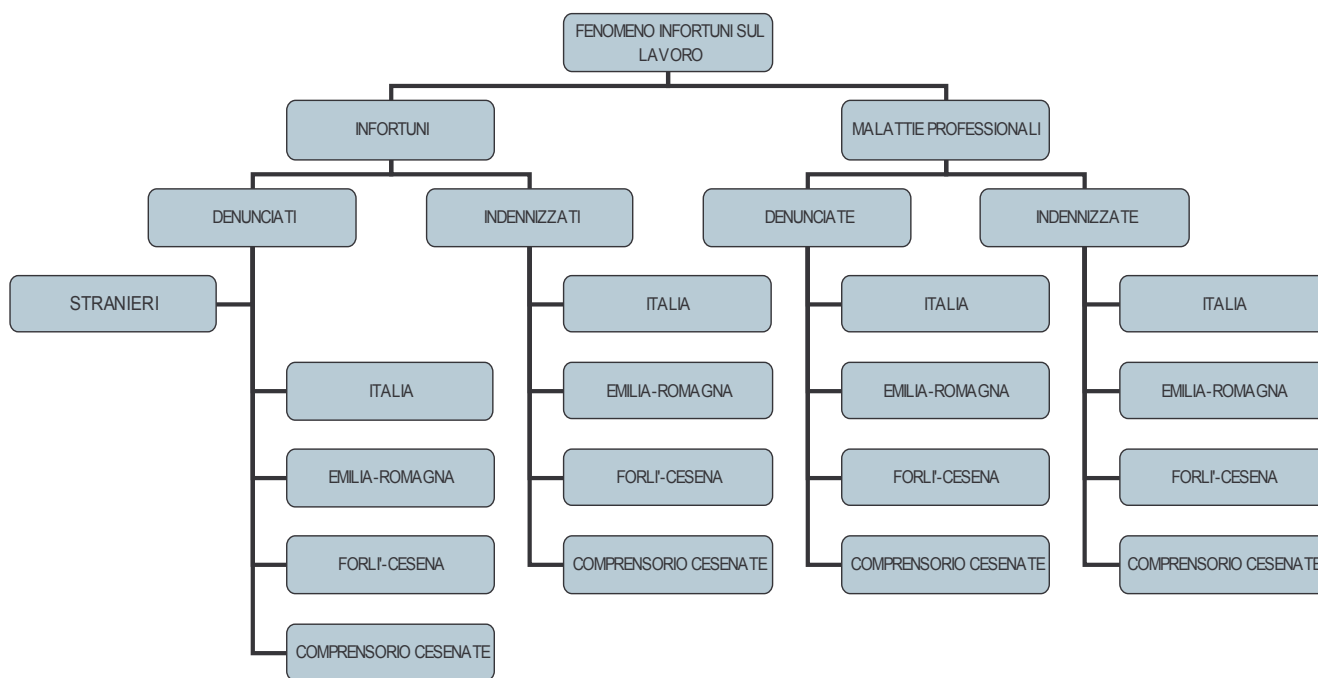 FENOMENO INFORTUNI SUL
LAVORO
INFORTUNI
MALATTIE PROFESSIONALI
DENUNCIATI
INDENNIZZATI
DENUNCIATE
INDENNIZZATE
STRANIERI
ITALIA
ITALIA
ITALIA
ITALIA
EMILIA-ROMAGNA
EMILIA-ROMAGNA
EMILIA-ROMAGNA
EMILIA-ROMAGNA
FORLI'-CESENA
FORLI'-CESENA
FORLI'-CESENA
FORLI'-CESENA
COMPRENSORIO CESENATE
COMPRENSORIO CESENATE
COMPRENSORIO CESENATE
COMPRENSORIO CESENATE